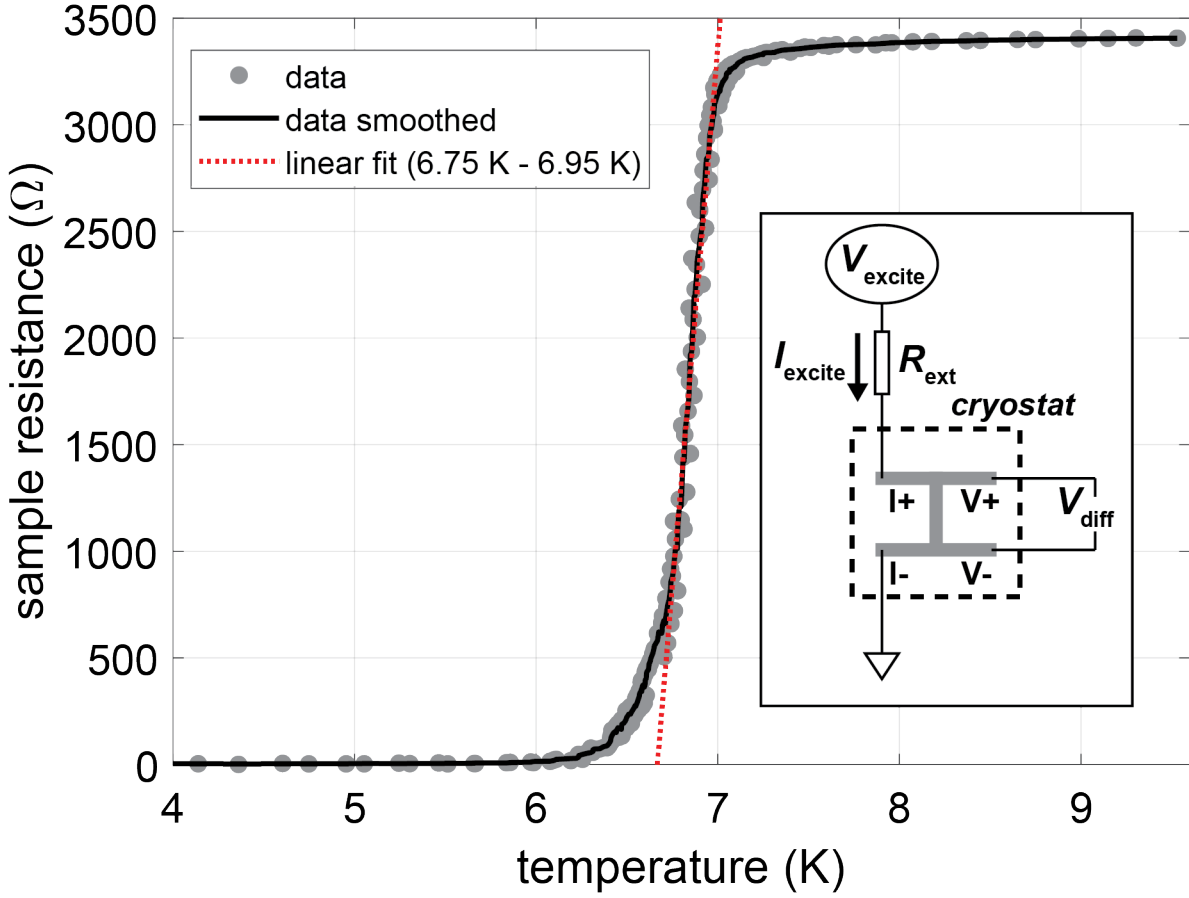 3500
3000
2500
2000
1500
1000
500
0
4
5
6
7
8
9
sample resistance (Ω)
temperature (K)
data
data smoothed
linear fit (6.75 K - 6.95 K)
Vexcite
Iexcite
Rext
cryostat
I+ V+
Vdiff
I- V-